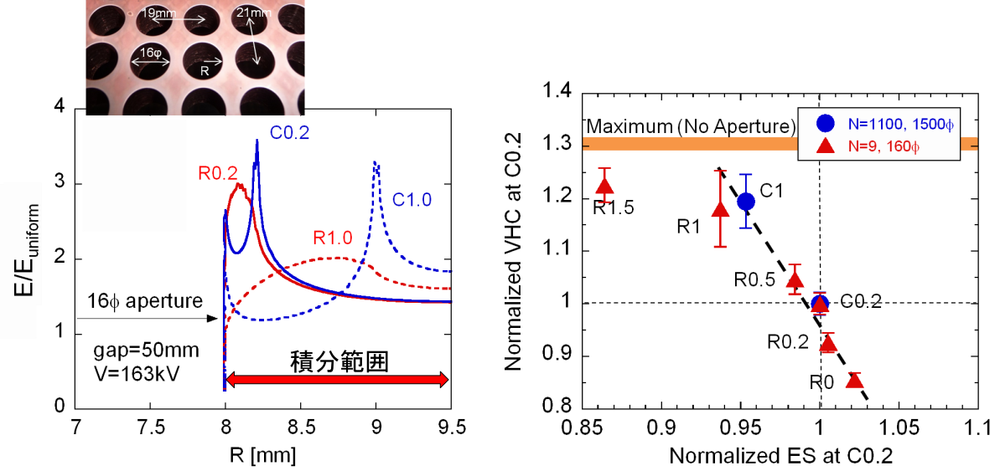 19mm
21mm
16φ
R
4
3
2
1
0
E/Euniform
C0.2
R0.2
C1.0
R1.0
16ϕ aperture
gap=50mm
V=163kV
積分範囲
7
7.5
8
8.5
9
9.5
R [mm]
1.4
1.3
1.2
1.1
1
0.9
0.8
Normalized VHC at C0.2
Maximum (No Aperture)
N=1100, 1500ϕ
N=9, 160ϕ
R1.5
C1
R1
R0.5
C0.2
R0.2
R0
0.85
0.9
0.95
1
1.05
1.1
Normalized ES at C0.2